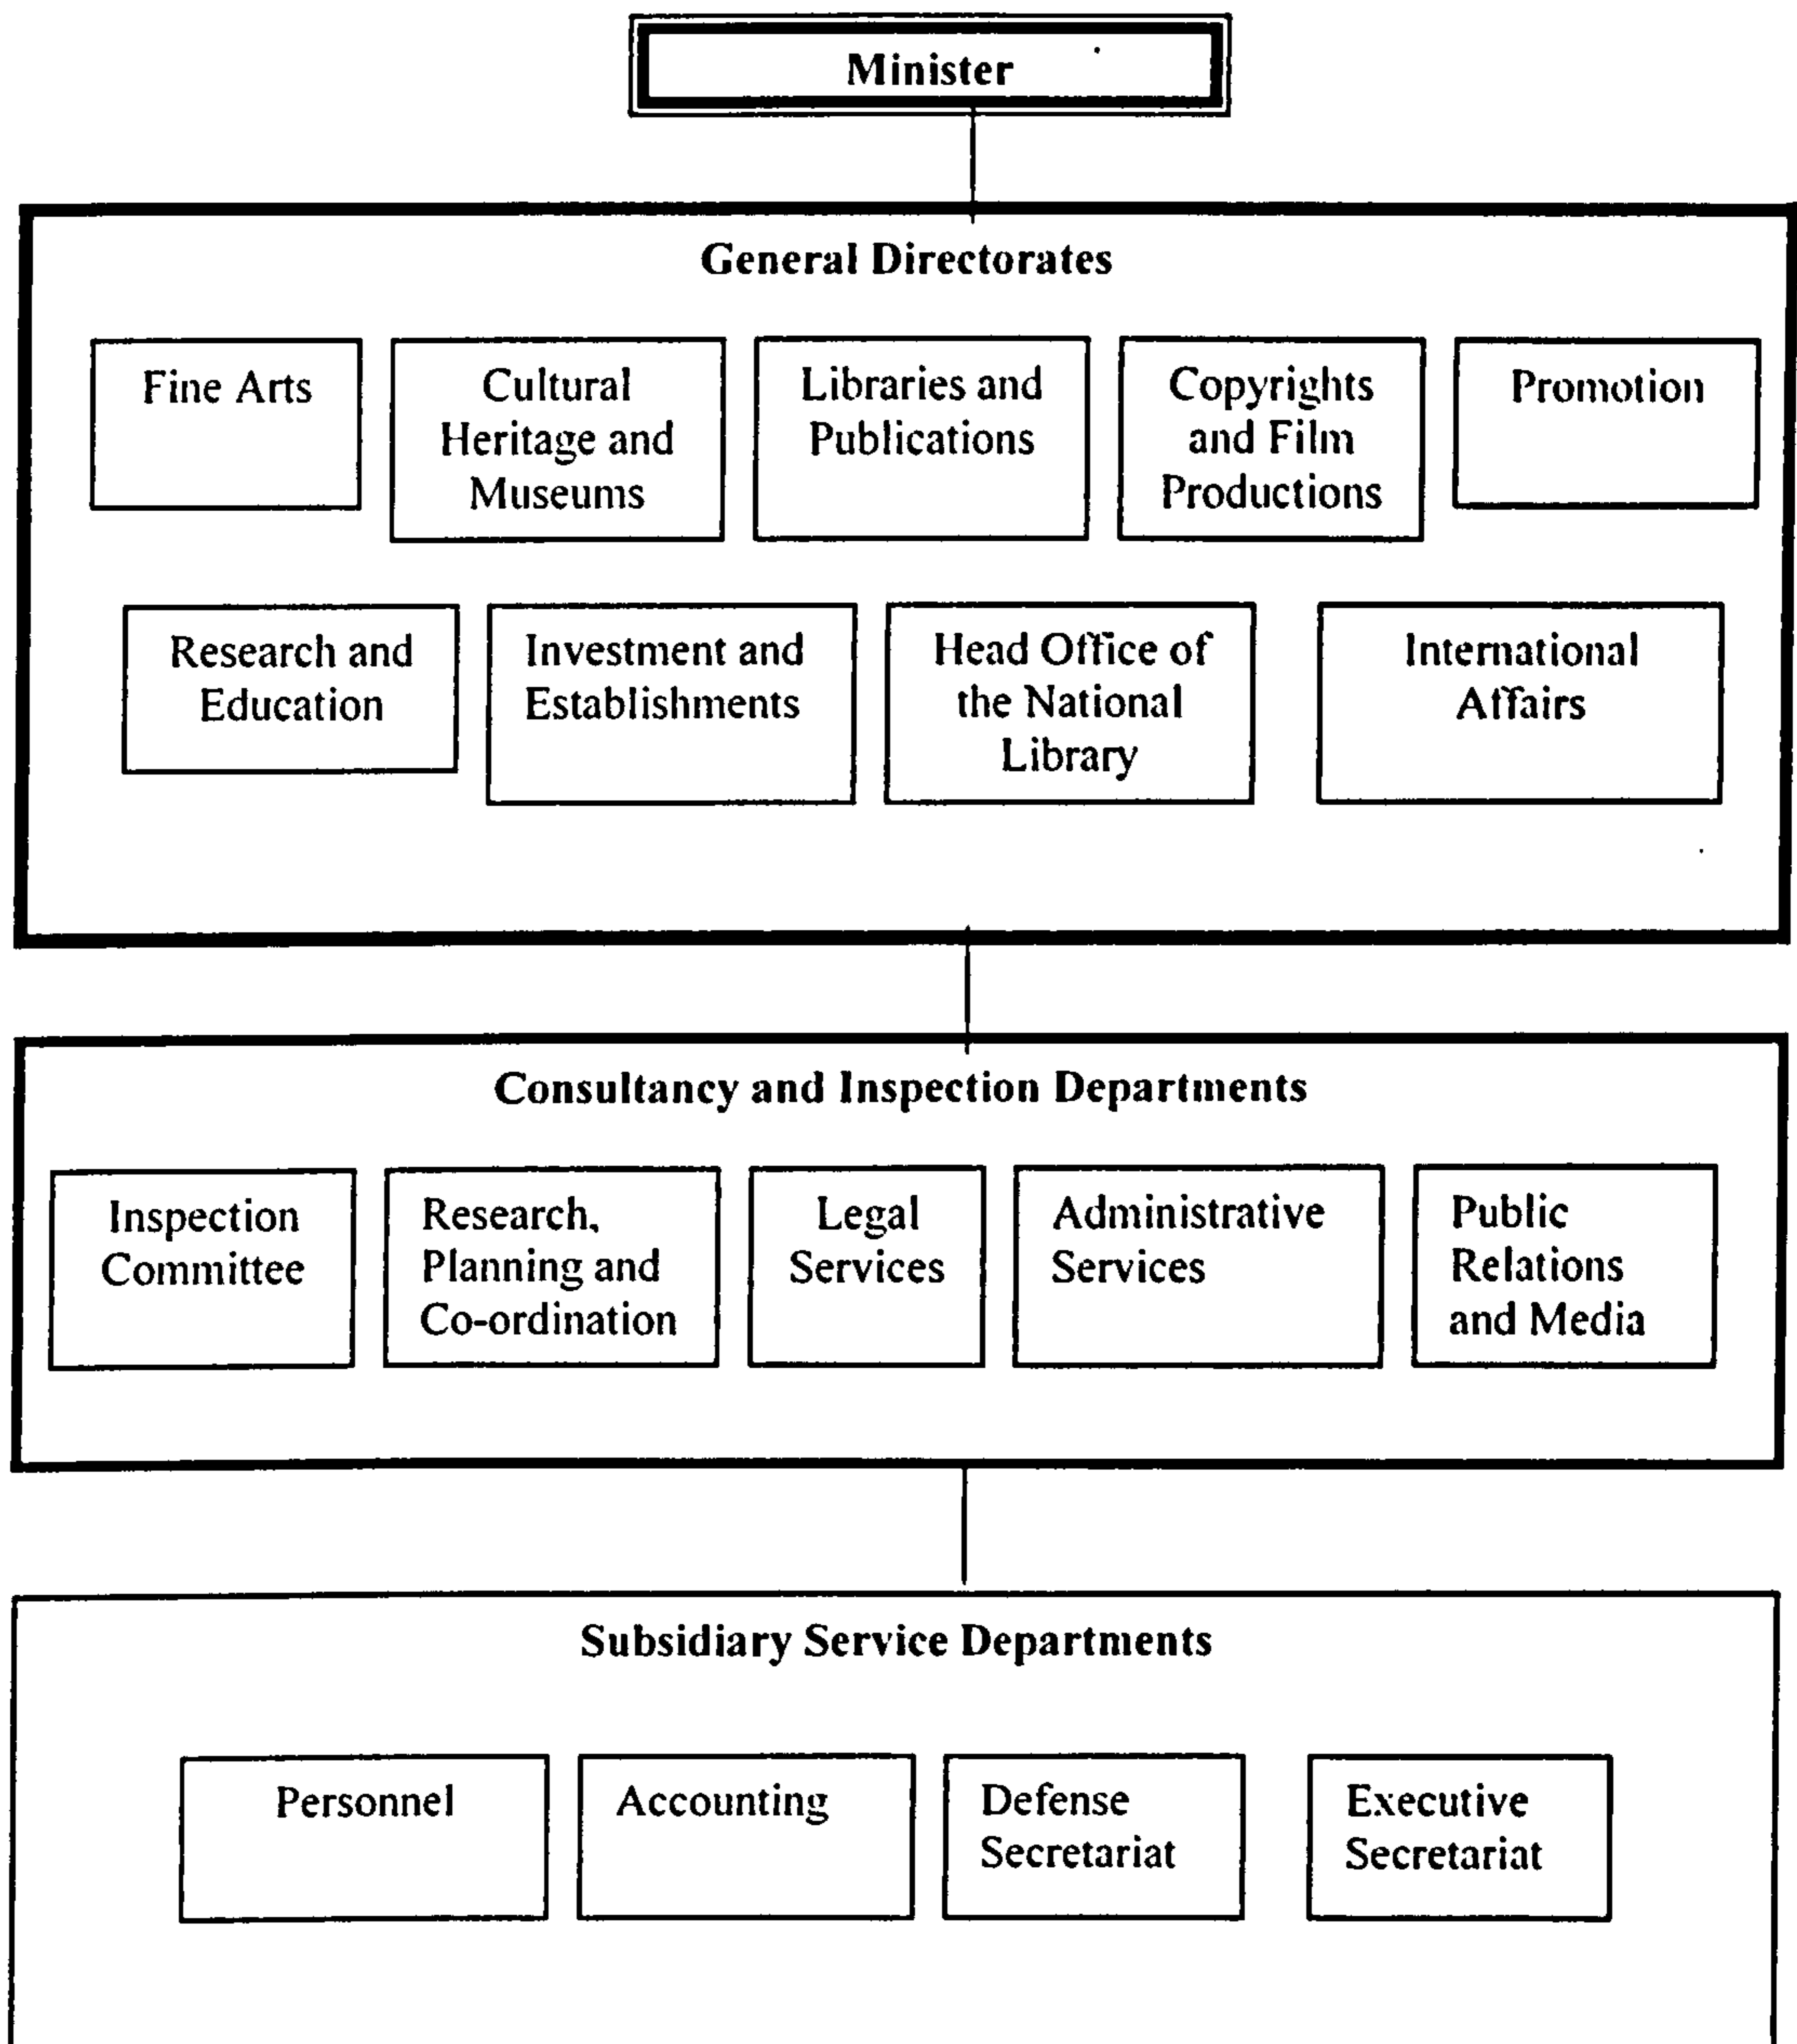 Minister
General Directorates
Fine Arts
Cultural
Heritage and
Museums
Libraries and
Publications
Copyrights
and Film
Productions
Promotion
Research and
Education
Investment and
Establishments
Head Office of
the National
Library
International
Affairs
Consultancy and Inspection Departments
Inspection
Committee
Research,
Planning and
Co-ordination
Legal
Services
Administrative
Services
Public
Relations
and Media
Subsidiary Service Departments
Personnel
Accounting
Defense
Secretariat
Executive
Secretariat